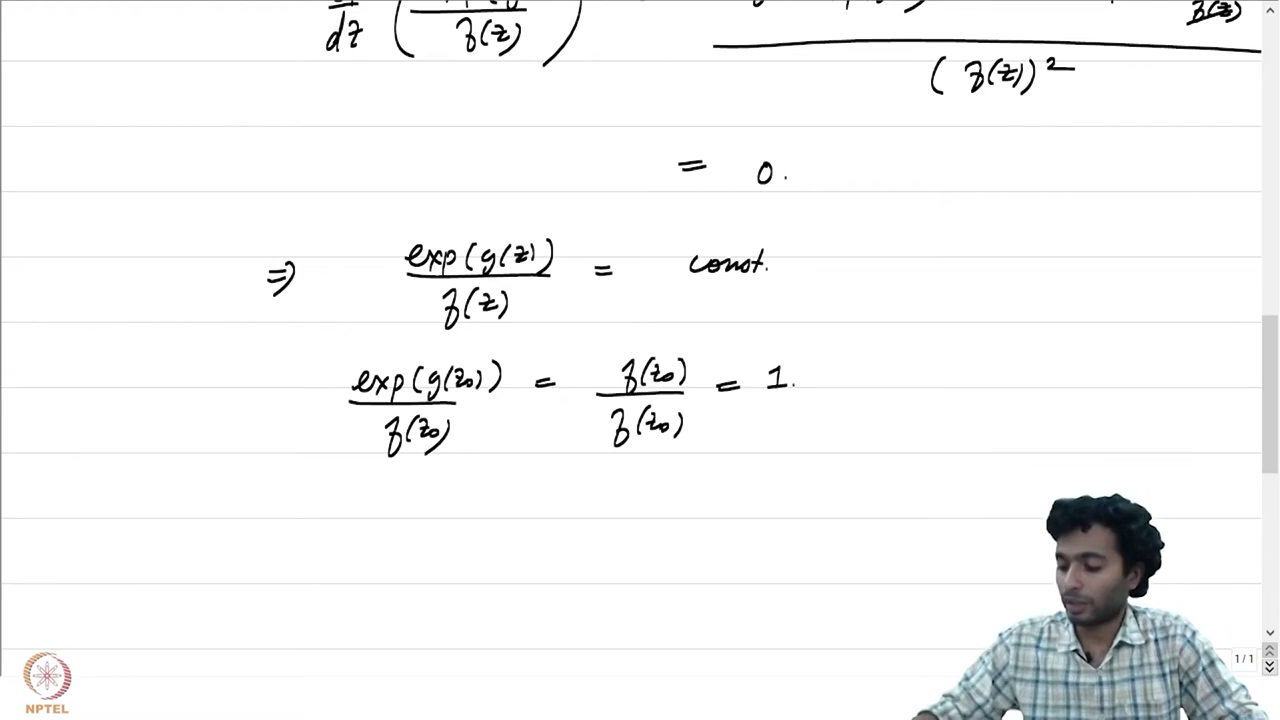 d/dz ( / f(z) ) f(z)
(f(z))²
= 0.
⇒ exp(g(z)) / f(z) = const.
exp(g(z₀)) / f(z₀) = f(z₀) / f(z₀) = 1.
1/1
NPTEL